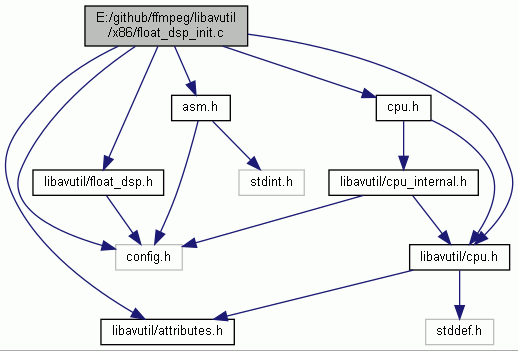 E:/github/ffmpeg/libavutil
/x86/float_dsp_init.c
asm.h
cpu.h
libavutil/float_dsp.h
stdint.h
libavutil/cpu_internal.h
config.h
libavutil/cpu.h
libavutil/attributes.h
stddef.h